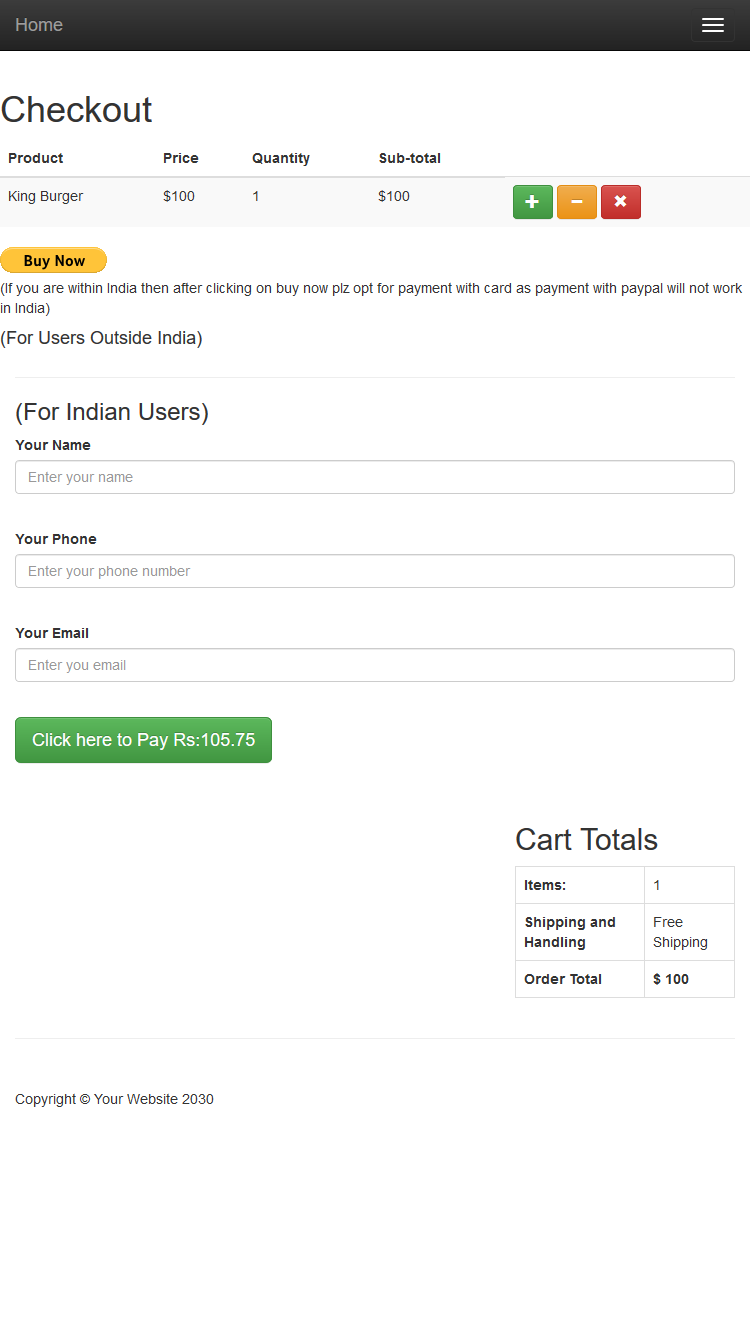 Home
Checkout
Product Price Quantity Sub-total
King Burger $100 1 $100
Buy Now
(If you are within India then after clicking on buy now plz opt for payment with card as payment with paypal will not work
in India)
(For Users Outside India)
(For Indian Users)
Your Name
Enter your name
Your Phone
Enter your phone number
Your Email
Enter you email
Click here to Pay Rs:105.75
Cart Totals
Items: 1
Shipping and Handling Free Shipping
Order Total $ 100
Copyright © Your Website 2030